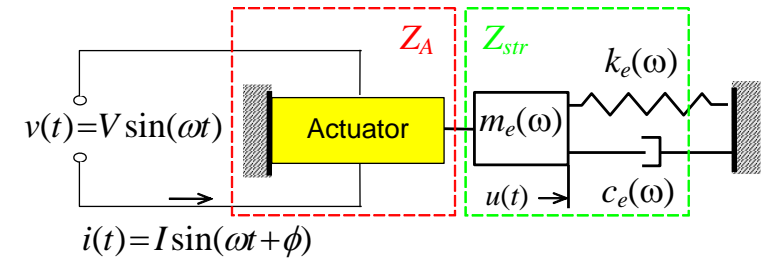 Z_A Z_str
k_e(ω)
v(t)=V sin(ωt) Actuator m_e(ω)
u(t) c_e(ω)
i(t)=I sin(ωt+ϕ)